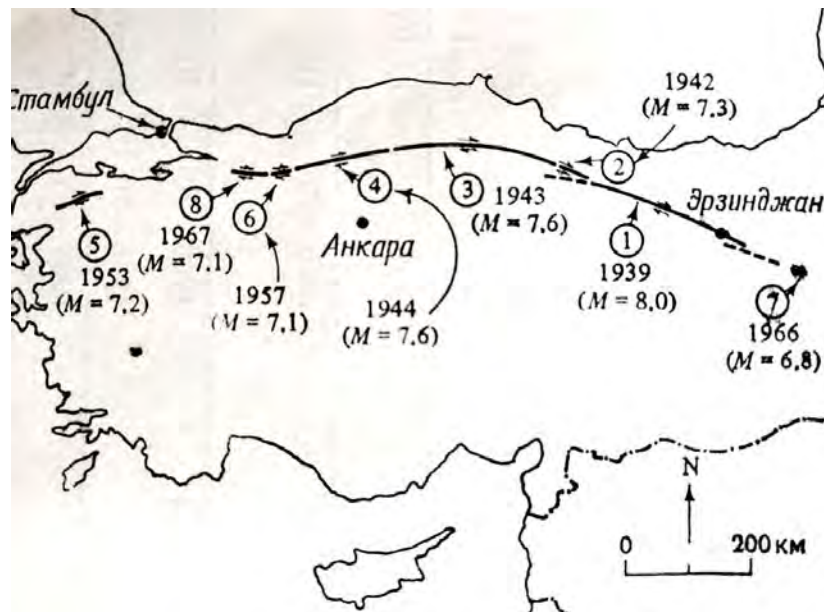 Стамбул
1942
(M = 7.3)
2
8
1967
(M = 7.1)
6
4
3
1943
(M = 7.6)
Эрзинджан
5
1953
(M = 7.2)
Анкара
1
1939
(M = 8.0)
1957
(M = 7.1)
1944
(M = 7.6)
7
1966
(M = 6.8)
N
0 200 км